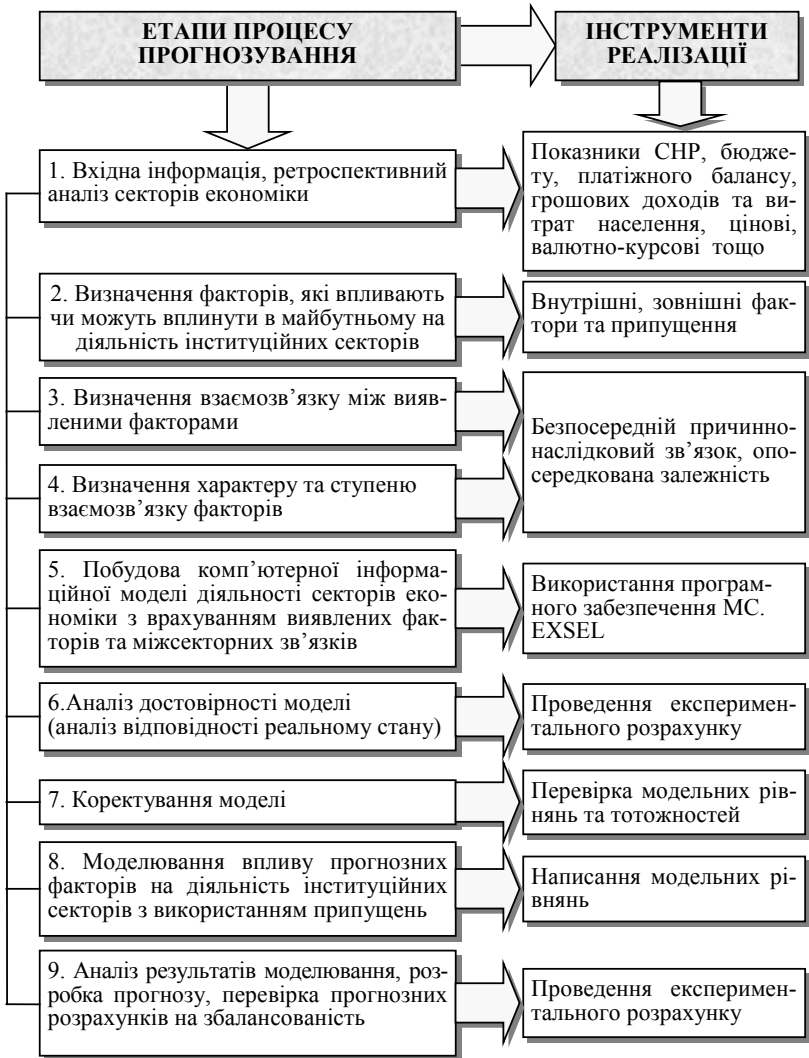 ЕТАПИ ПРОЦЕСУ
ПРОГНОЗУВАННЯ
ІНСТРУМЕНТИ
РЕАЛІЗАЦІЇ
1. Вхідна інформація, ретроспективний
аналіз секторів економіки
Показники СНР, бюдже-
ту, платіжного балансу,
грошових доходів та ви-
трат населення, цінові,
валютно-курсові тощо
2. Визначення факторів, які впливають
чи можуть вплинути в майбутньому на
діяльність інституційних секторів
Внутрішні, зовнішні фак-
тори та припущення
3. Визначення взаємозв’язку між вияв-
леними факторами
4. Визначення характеру та ступеню
взаємозв’язку факторів
Безпосередній причинно-
наслідковий зв’язок, опо-
середкована залежність
5. Побудова комп’ютерної інформа-
ційної моделі діяльності секторів еко-
номіки з врахуванням виявлених фак-
торів та міжсекторних зв’язків
Використання програм-
ного забезпечення МС.
EXSEL
6.Аналіз достовірності моделі
(аналіз відповідності реальному стану)
Проведення експеримен-
тального розрахунку
7. Коректування моделі
Перевірка модельних рів-
нянь та тотожностей
8. Моделювання впливу прогнозних
факторів на діяльність інституційних
секторів з використанням припущень
Написання модельних рі-
внянь
9. Аналіз результатів моделювання, роз-
робка прогнозу, перевірка прогнозних
розрахунків на збалансованість
Проведення експеримен-
тального розрахунку